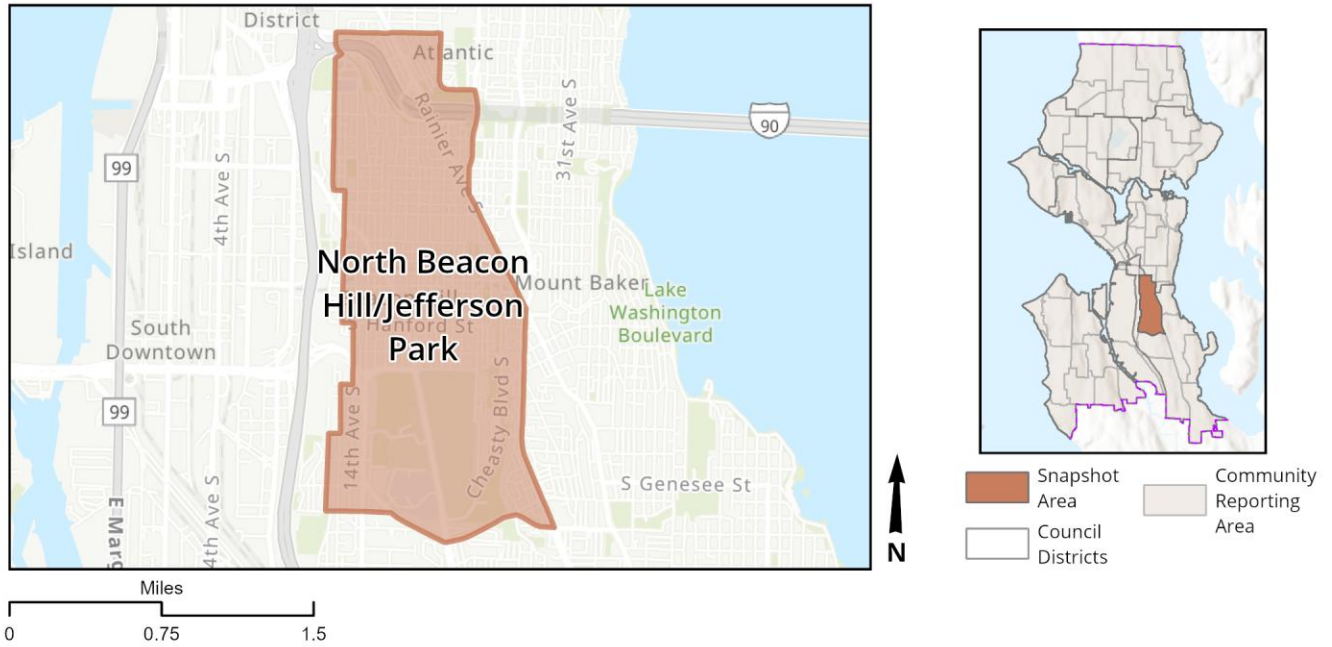 District
Atlantic
Rainier Ave S
31st Ave S
90
99
4th Ave S
Island
North Beacon
Hill/Jefferson
Park
Mount Baker
Hanford St
Lake
Washington
Boulevard
South
Downtown
99
14th Ave S
Cheasty Blvd S
S Genesee St
E Marg
4th Ave S
N
Miles
0
0.75
1.5
Snapshot
Area
Community
Reporting
Area
Council
Districts